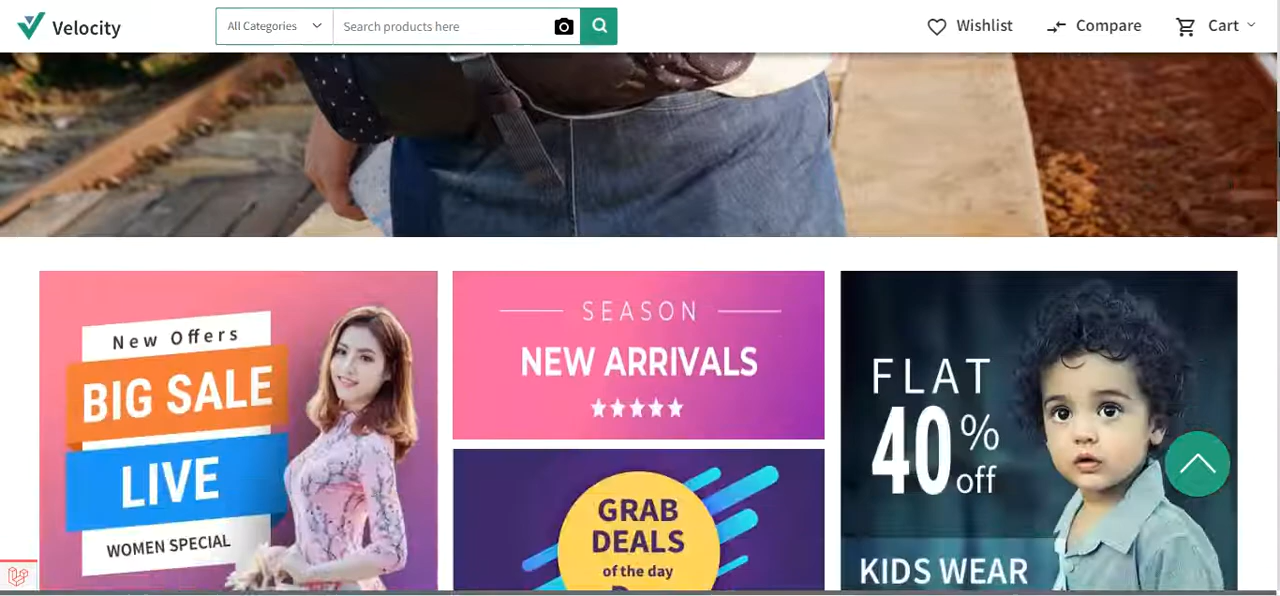 Velocity
All Categories
Search products here
Wishlist
Compare
Cart
New Offers
BIG SALE
LIVE
WOMEN SPECIAL
SEASON
NEW ARRIVALS
GRAB
DEALS
of the day
FLAT
40%
off
KIDS WEAR